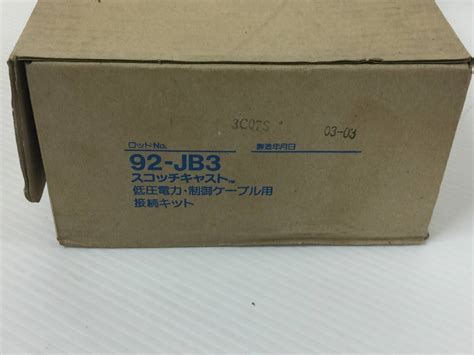 3C07S 03-03
ロットNo. 製造年月日
92-JB3
スコッチキャスト™
低圧電力・制御ケーブル用
接続キット